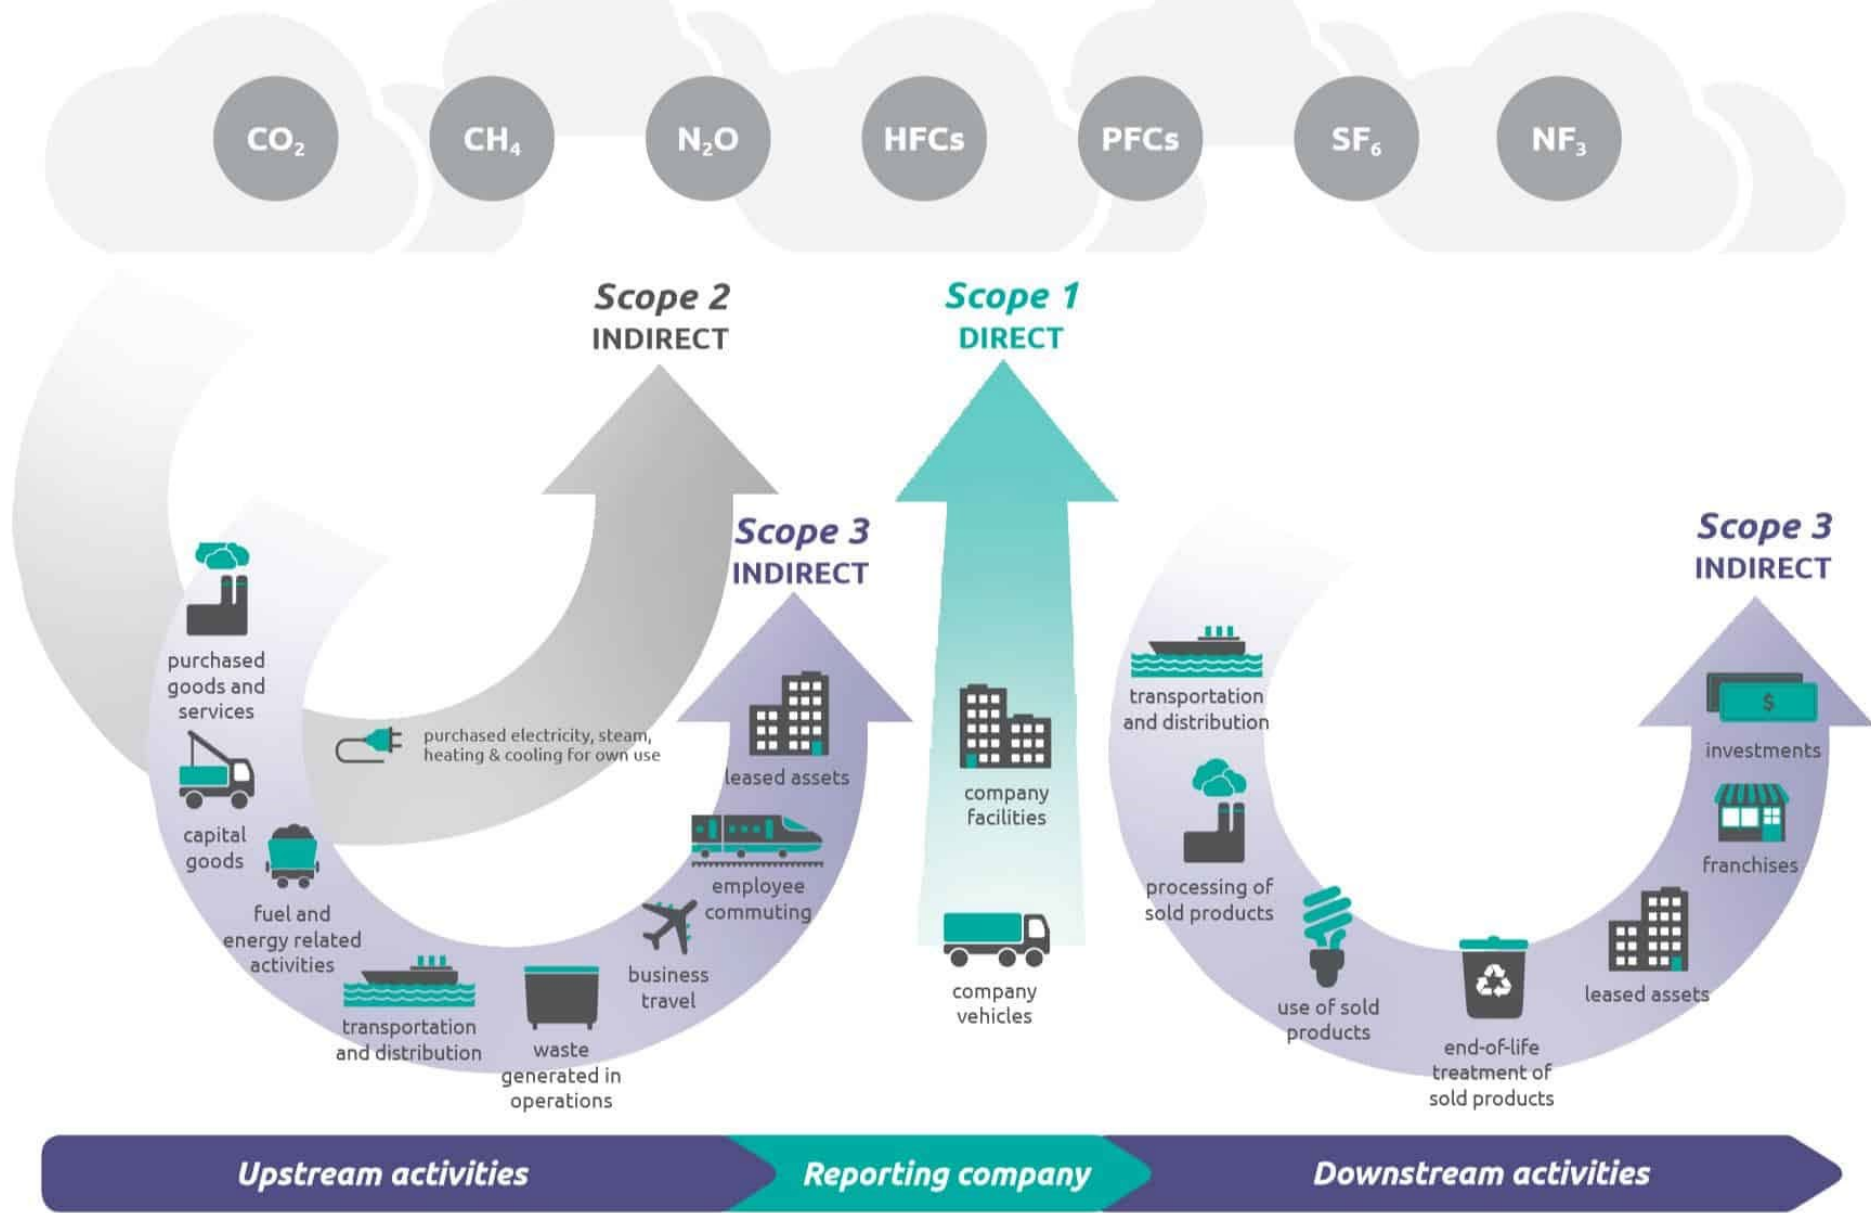 CO₂
CH₄
N₂O
HFCs
PFCs
SF₆
NF₃
Scope 2
INDIRECT
Scope 1
DIRECT
Scope 3
INDIRECT
Scope 3
INDIRECT
purchased
goods and
services
capital
goods
fuel and
energy related
activities
transportation
and distribution
waste
generated in
operations
business
travel
employee
commuting
leased assets
purchased electricity, steam,
heating & cooling for own use
company
facilities
company
vehicles
transportation
and distribution
processing of
sold products
use of sold
products
end-of-life
treatment of
sold products
leased assets
franchises
$
investments
Upstream activities
Reporting company
Downstream activities